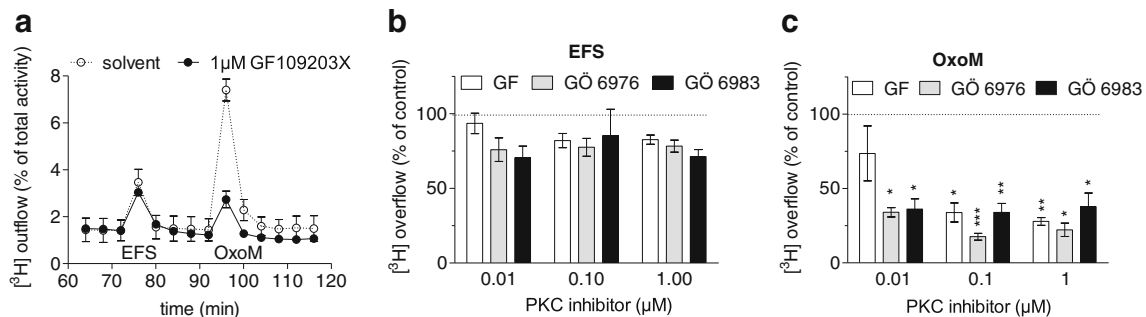 a
solvent 1µM GF109203X
[³H] outflow (% of total activity)
8
6
4
2
0
EFS OxoM
60 70 80 90 100 110 120
time (min)
b
EFS
GF GÖ 6976 GÖ 6983
[³H] overflow (% of control)
100
50
0
0.01 0.10 1.00
PKC inhibitor (µM)
c
OxoM
GF GÖ 6976 GÖ 6983
[³H] overflow (% of control)
100
50
0
* * * *** ** ** * *
0.01 0.1 1
PKC inhibitor (µM)